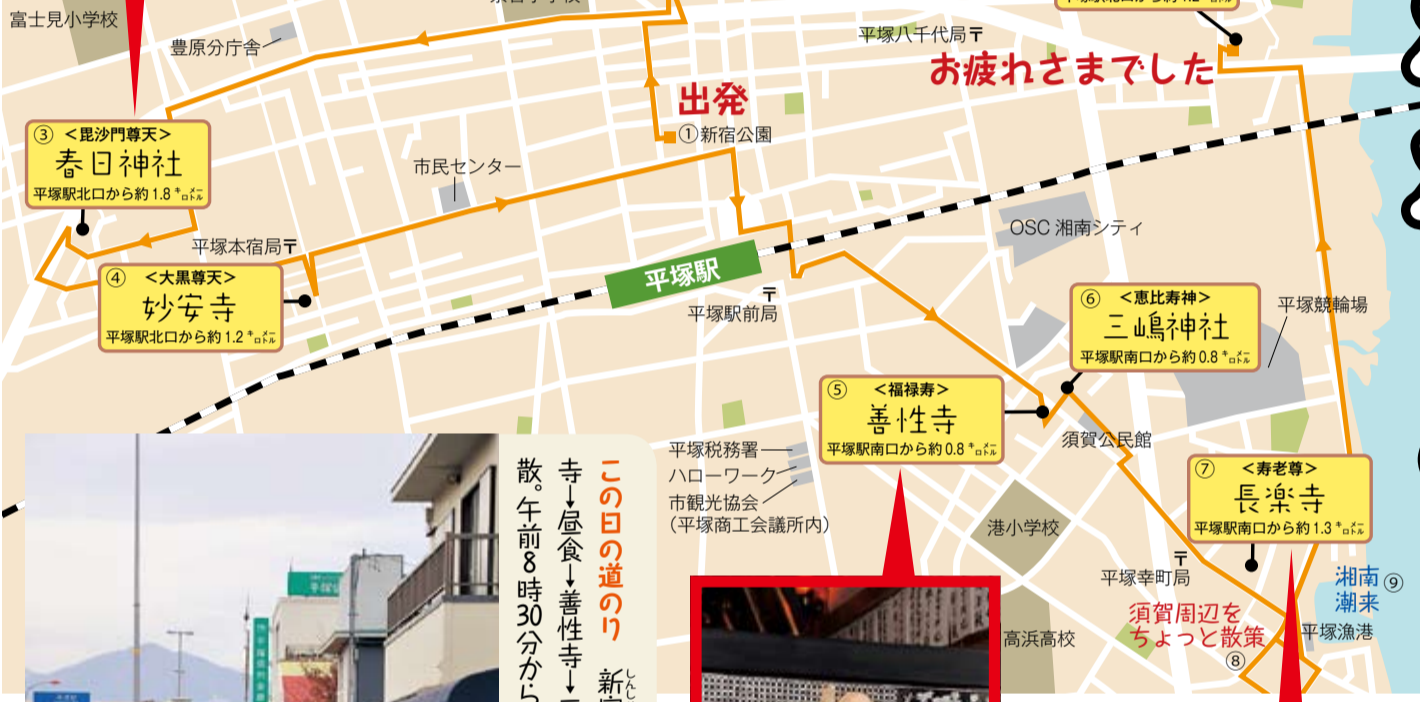 富士見小学校
豊原分庁舎
平塚八千代局〒
お疲れさまでした
出発
①新宿公園
③ <毘沙門尊天>
春日神社
平塚駅北口から約1.8キロメートル
市民センター
平塚本宿局〒
④ <大黒尊天>
妙安寺
平塚駅北口から約1.2キロメートル
平塚駅
〒
平塚駅前局
OSC 湘南シティ
⑥ <恵比寿神>
三嶋神社
平塚駅南口から約0.8キロメートル
平塚競輪場
⑤ <福禄寿>
善性寺
平塚駅南口から約0.8キロメートル
須賀公民館
平塚税務署
ハローワーク
市観光協会
(平塚商工会議所内)
⑦ <寿老尊>
長楽寺
平塚駅南口から約1.3キロメートル
港小学校
〒
平塚幸町局
湘南
潮来
⑨
須賀周辺を
ちょっと散策
⑧
平塚漁港
高浜高校
この日の道のり 新
寺→昼食→善性寺→
散。午前8時30分から